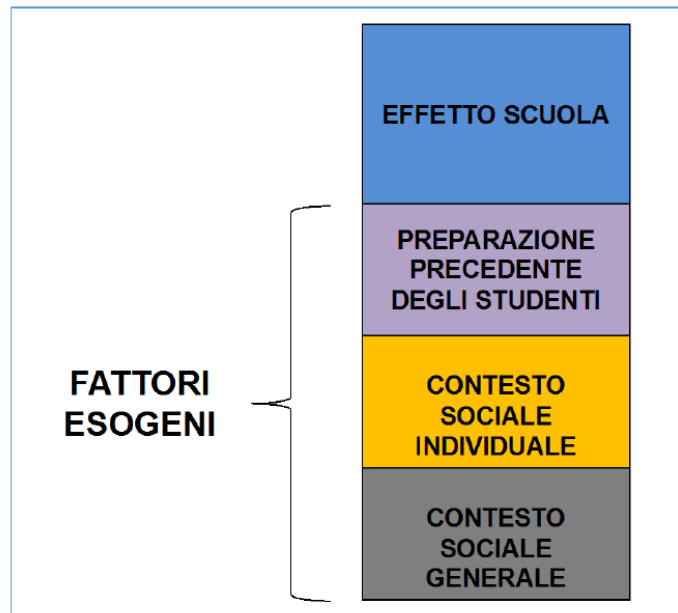 EFFETTO SCUOLA
PREPARAZIONE
PRECEDENTE
DEGLI STUDENTI
FATTORI
ESOGENI
CONTESTO
SOCIALE
INDIVIDUALE
CONTESTO
SOCIALE
GENERALE